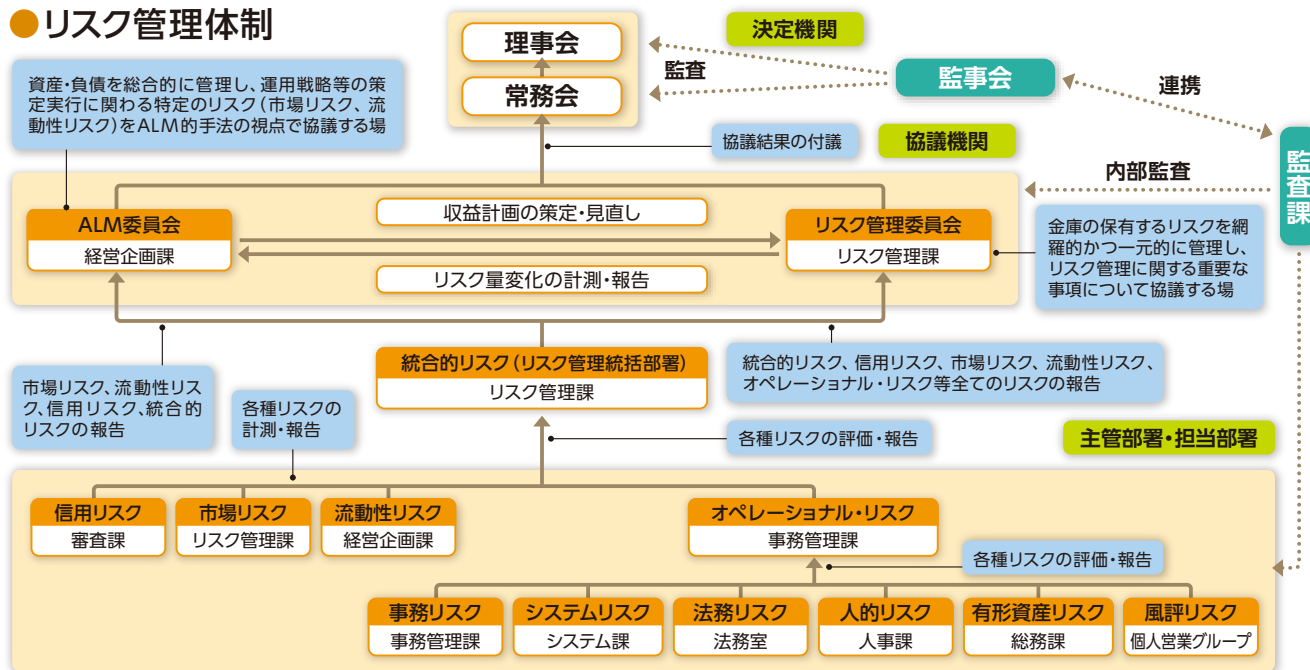 ●リスク管理体制
理事会
常務会
決定機関
監査
監事会
連携
監査課
資産・負債を総合的に管理し、運用戦略等の策
定実行に関わる特定のリスク（市場リスク、流
動性リスク）をALM的手法の視点で協議する場
協議結果の付議
協議機関
内部監査
ALM委員会
経営企画課
収益計画の策定・見直し
リスク量変化の計測・報告
リスク管理委員会
リスク管理課
金庫の保有するリスクを網
羅的かつ一元的に管理し、
リスク管理に関する重要な
事項について協議する場
市場リスク、流動性リス
ク、信用リスク、統合的
リスクの報告
各種リスクの
計測・報告
統合的リスク（リスク管理統括部署）
リスク管理課
統合的リスク、信用リスク、市場リスク、流動性リスク、
オペレーショナル・リスク等全てのリスクの報告
各種リスクの評価・報告
主管部署・担当部署
信用リスク
審査課
市場リスク
リスク管理課
流動性リスク
経営企画課
オペレーショナル・リスク
事務管理課
各種リスクの評価・報告
事務リスク
事務管理課
システムリスク
システム課
法務リスク
法務室
人的リスク
人事課
有形資産リスク
総務課
風評リスク
個人営業グループ